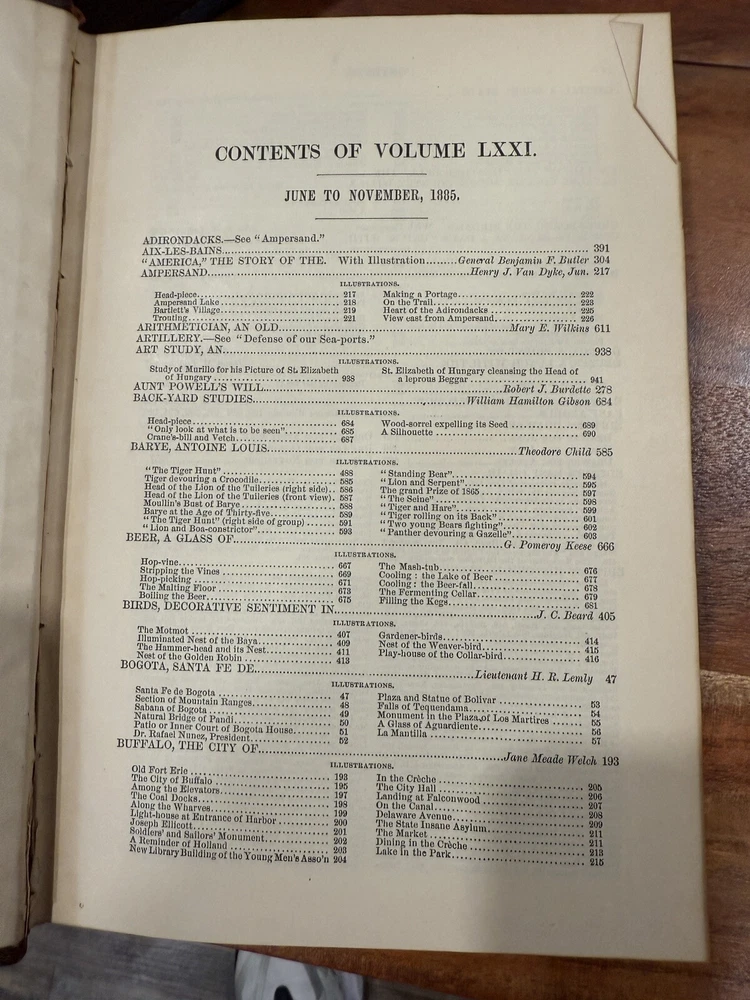 CONTENTS OF VOLUME LXXI.
JUNE TO NOVEMBER, 1885.
ADIRONDACKS.—See "Ampersand."
AIX-LES-BAINS........ 391
"AMERICA," THE STORY OF THE. With Illustration........General Benjamin F. Butler 304
AMPERSAND........Henry J. Van Dyke, Jun. 217
ILLUSTRATIONS.
Head-piece........ 217
Ampersand Lake........ 218
Bartlett's Village........ 219
Trouting........ 221
Making a Portage........ 222
On the Trail........ 223
Heart of the Adirondacks........ 225
View east from Ampersand........ 226
ARITHMETICIAN, AN OLD........Mary E. Wilkins 611
ARTILLERY.—See "Defense of our Sea-ports."
ART STUDY, AN........ 938
ILLUSTRATIONS.
Study of Murillo for his Picture of St. Elizabeth
of Hungary........ 938
St. Elizabeth of Hungary cleansing the Head of
a leprous Beggar........ 941
AUNT POWELL'S WILL........Robert J. Burdette 278
BACK-YARD STUDIES........William Hamilton Gibson 684
ILLUSTRATIONS.
Head-piece........ 684
"Only look at what is to be seen"........ 685
Crane's-bill and Vetch........ 687
Wood-sorrel expelling its Seed........ 689
A Silhouette........ 690
BARYE, ANTOINE LOUIS........Theodore Child 585
ILLUSTRATIONS.
"The Tiger Hunt"........ 488
Tiger devouring a Crocodile........ 585
Head of the Lion of the Tuileries (right side).. 586
Head of the Lion of the Tuileries (front view). 587
Moullin's Bust of Barye........ 588
Barye at the Age of Thirty-five........ 589
"The Tiger Hunt" (right side of group)........ 591
"Lion and Boa-constrictor"........ 593
"Standing Bear"........ 594
"Lion and Serpent"........ 595
The grand Prize of 1865........ 597
"The Seine"........ 598
"Tiger and Hare"........ 599
"Tiger rolling on its Back"........ 601
"Two young Bears fighting"........ 602
"Panther devouring a Gazelle"........ 603
BEER, A GLASS OF........G. Pomeroy Keese 666
ILLUSTRATIONS.
Hop-vine........ 667
Stripping the Vines........ 669
Hop-picking........ 671
The Malting Floor........ 673
Boiling the Beer........ 675
The Mash-tub........ 676
Cooling: the Lake of Beer........ 677
Cooling: the Beer-fall........ 678
The Fermenting Cellar........ 679
Filling the Kegs........ 681
BIRDS, DECORATIVE SENTIMENT IN........J. C. Beard 405
ILLUSTRATIONS.
The Motmot........ 407
Illuminated Nest of the Baya........ 409
The Hammer-head and its Nest........ 411
Nest of the Golden Robin........ 413
Gardener-birds........ 414
Nest of the Weaver-bird........ 415
Play-house of the Collar-bird........ 416
BOGOTA, SANTA FE DE........Lieutenant H. R. Lemly 47
ILLUSTRATIONS.
Santa Fe de Bogota........ 47
Section of Mountain Ranges........ 48
Sabana of Bogota........ 49
Natural Bridge of Pandi........ 50
Patio or Inner Court of Bogota House........ 51
Dr. Rafael Nunez, President........ 52
Plaza and Statue of Bolivar........ 53
Falls of Tequendama........ 54
Monument in the Plaza of Los Martires........ 55
A Glass of Aguardiente........ 56
La Mantilla........ 57
BUFFALO, THE CITY OF........Jane Meade Welch 193
ILLUSTRATIONS.
Old Fort Erie........ 193
The City of Buffalo........ 195
Among the Elevators........ 197
The Coal Docks........ 198
Along the Wharves........ 199
Light-house at Entrance of Harbor........ 200
Joseph Ellicott........ 201
Soldiers' and Sailors' Monument........ 202
A Reminder of Holland........ 203
New Library Building of the Young Men's Asso'n 204
In the Crèche........ 205
The City Hall........ 206
Landing at Falconwood........ 207
On the Canal........ 208
Delaware Avenue........ 209
The State Insane Asylum........ 211
The Market........ 211
Dining in the Crèche........ 213
Lake in the Park........ 215